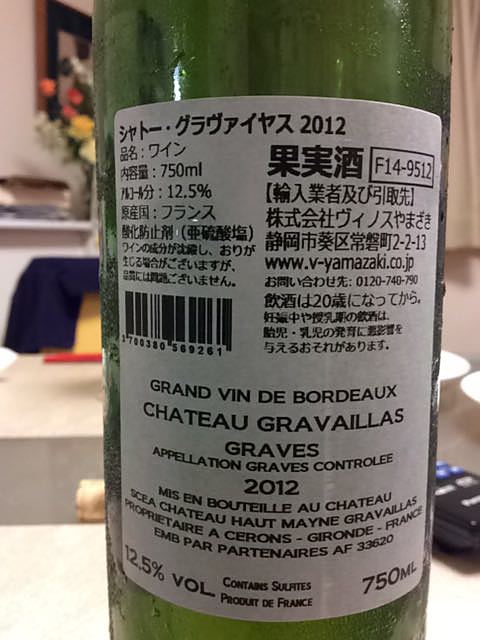 シャトー・グラヴァイヤス 2012
品名：ワイン
内容量：750ml
アルコール分：12.5%
原産国：フランス
酸化防止剤（亜硫酸塩）
ワインの成分が沈澱し、おりが
生じる場合がございますが、
品質には問題ございません。
3700380569261
果実酒 F14-9512
【輸入業者及び引取先】
株式会社ヴィノスやまざき
静岡市葵区常磐町2-2-13
www.v-yamazaki.co.jp
お問い合わせ先：0120-740-790
飲酒は20歳になってから。
妊娠中や授乳期の飲酒は、
胎児・乳児の発育に悪影響を
与えるおそれがあります。
GRAND VIN DE BORDEAUX
CHATEAU GRAVAILLAS
GRAVES
APPELLATION GRAVES CONTROLEE
2012
MIS EN BOUTEILLE AU CHATEAU
SCEA CHATEAU HAUT MAYNE GRAVAILLAS
PROPRIETAIRE A CERONS - GIRONDE - FRANCE
EMB PAR PARTENAIRES AF 33620
12,5% VOL. CONTAINS SULFITES 750ML
PRODUIT DE FRANCE